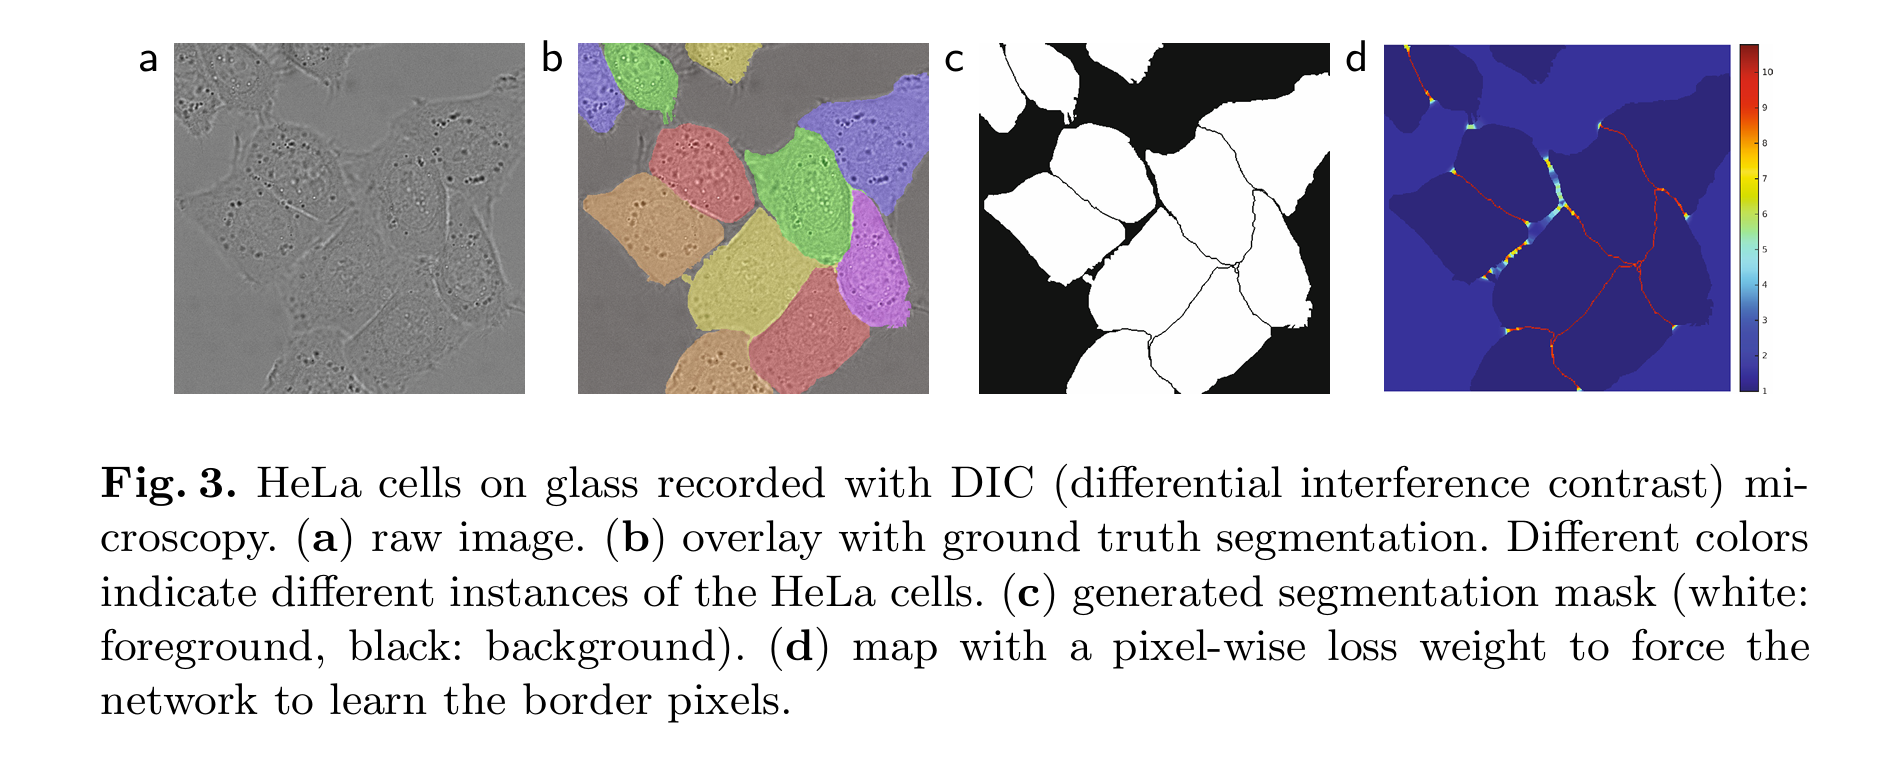 a b c d
10
9
8
7
6
5
4
3
2
1
Fig. 3. HeLa cells on glass recorded with DIC (differential interference contrast) mi-
croscopy. (a) raw image. (b) overlay with ground truth segmentation. Different colors
indicate different instances of the HeLa cells. (c) generated segmentation mask (white:
foreground, black: background). (d) map with a pixel-wise loss weight to force the
network to learn the border pixels.